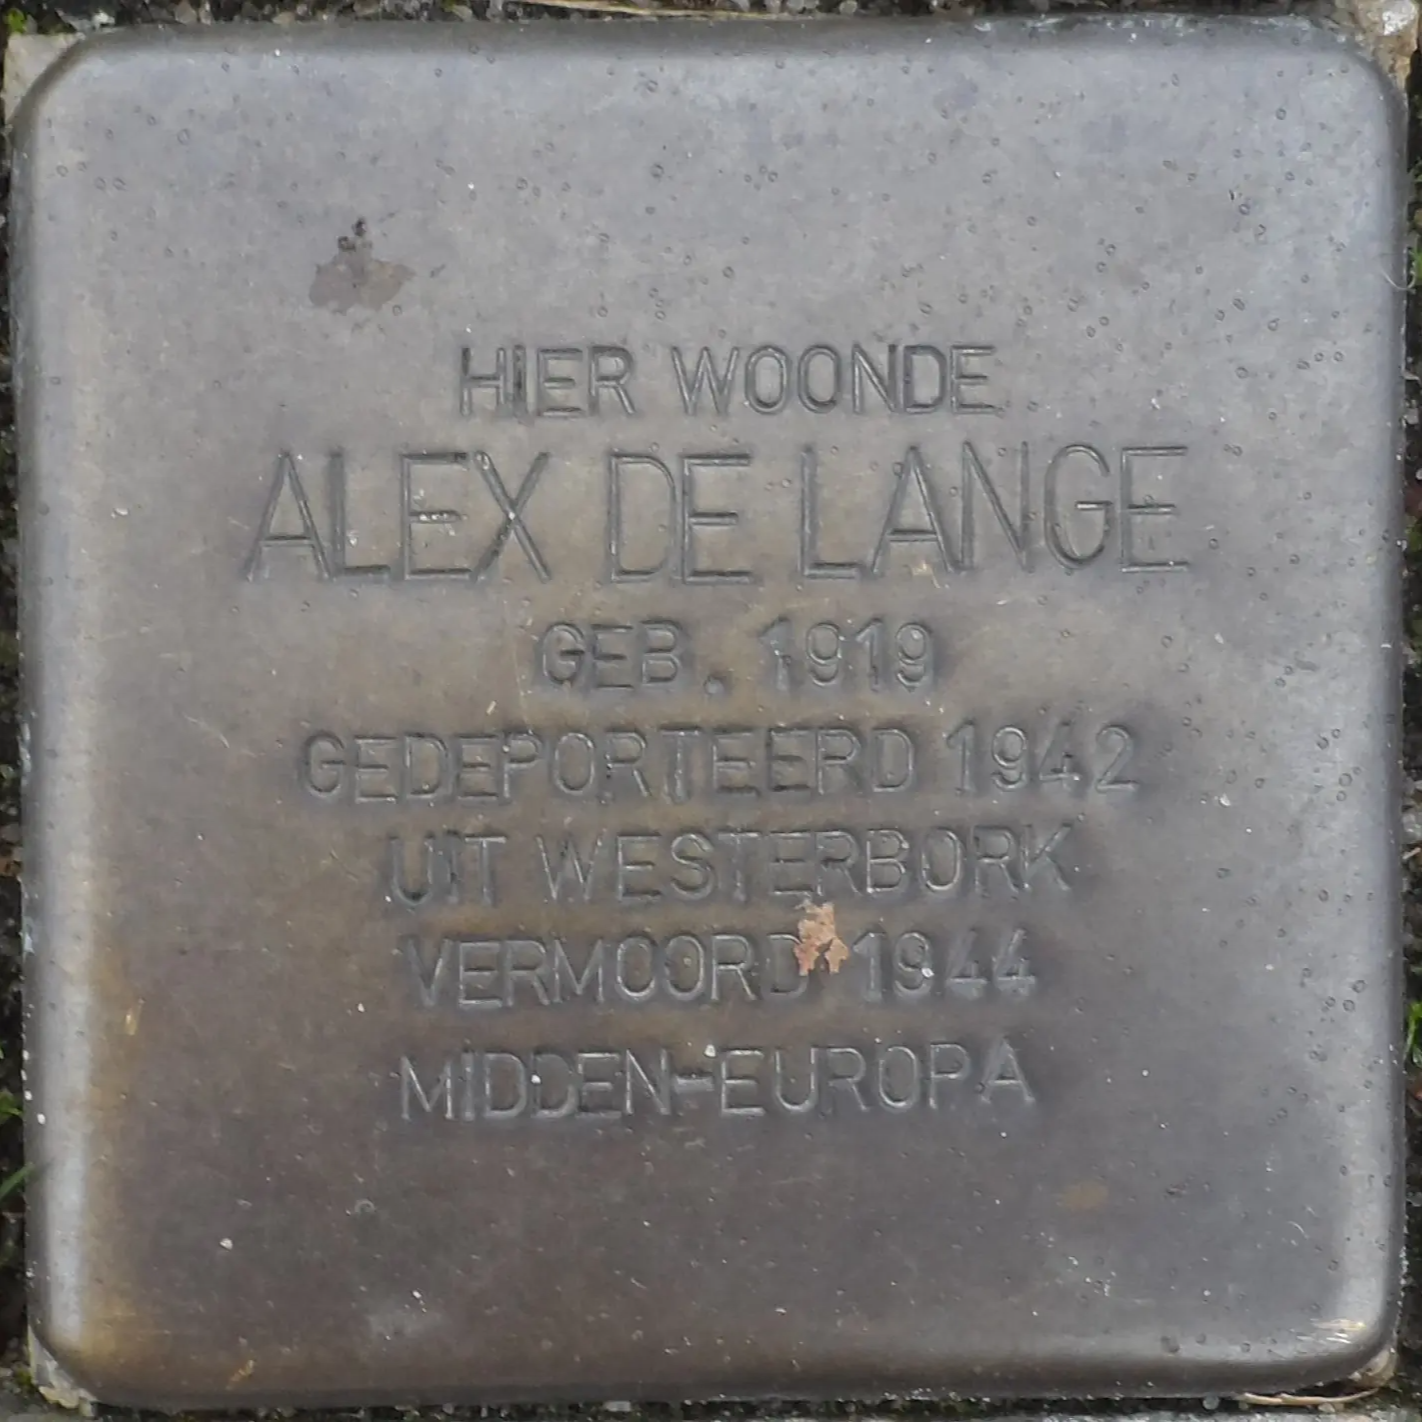 HIER WOONDE
ALEX DE LANGE
GEB. 1919
GEDEPORTEERD 1942
UIT WESTERBORK
VERMOORD 1944
MIDDEN-EUROPA